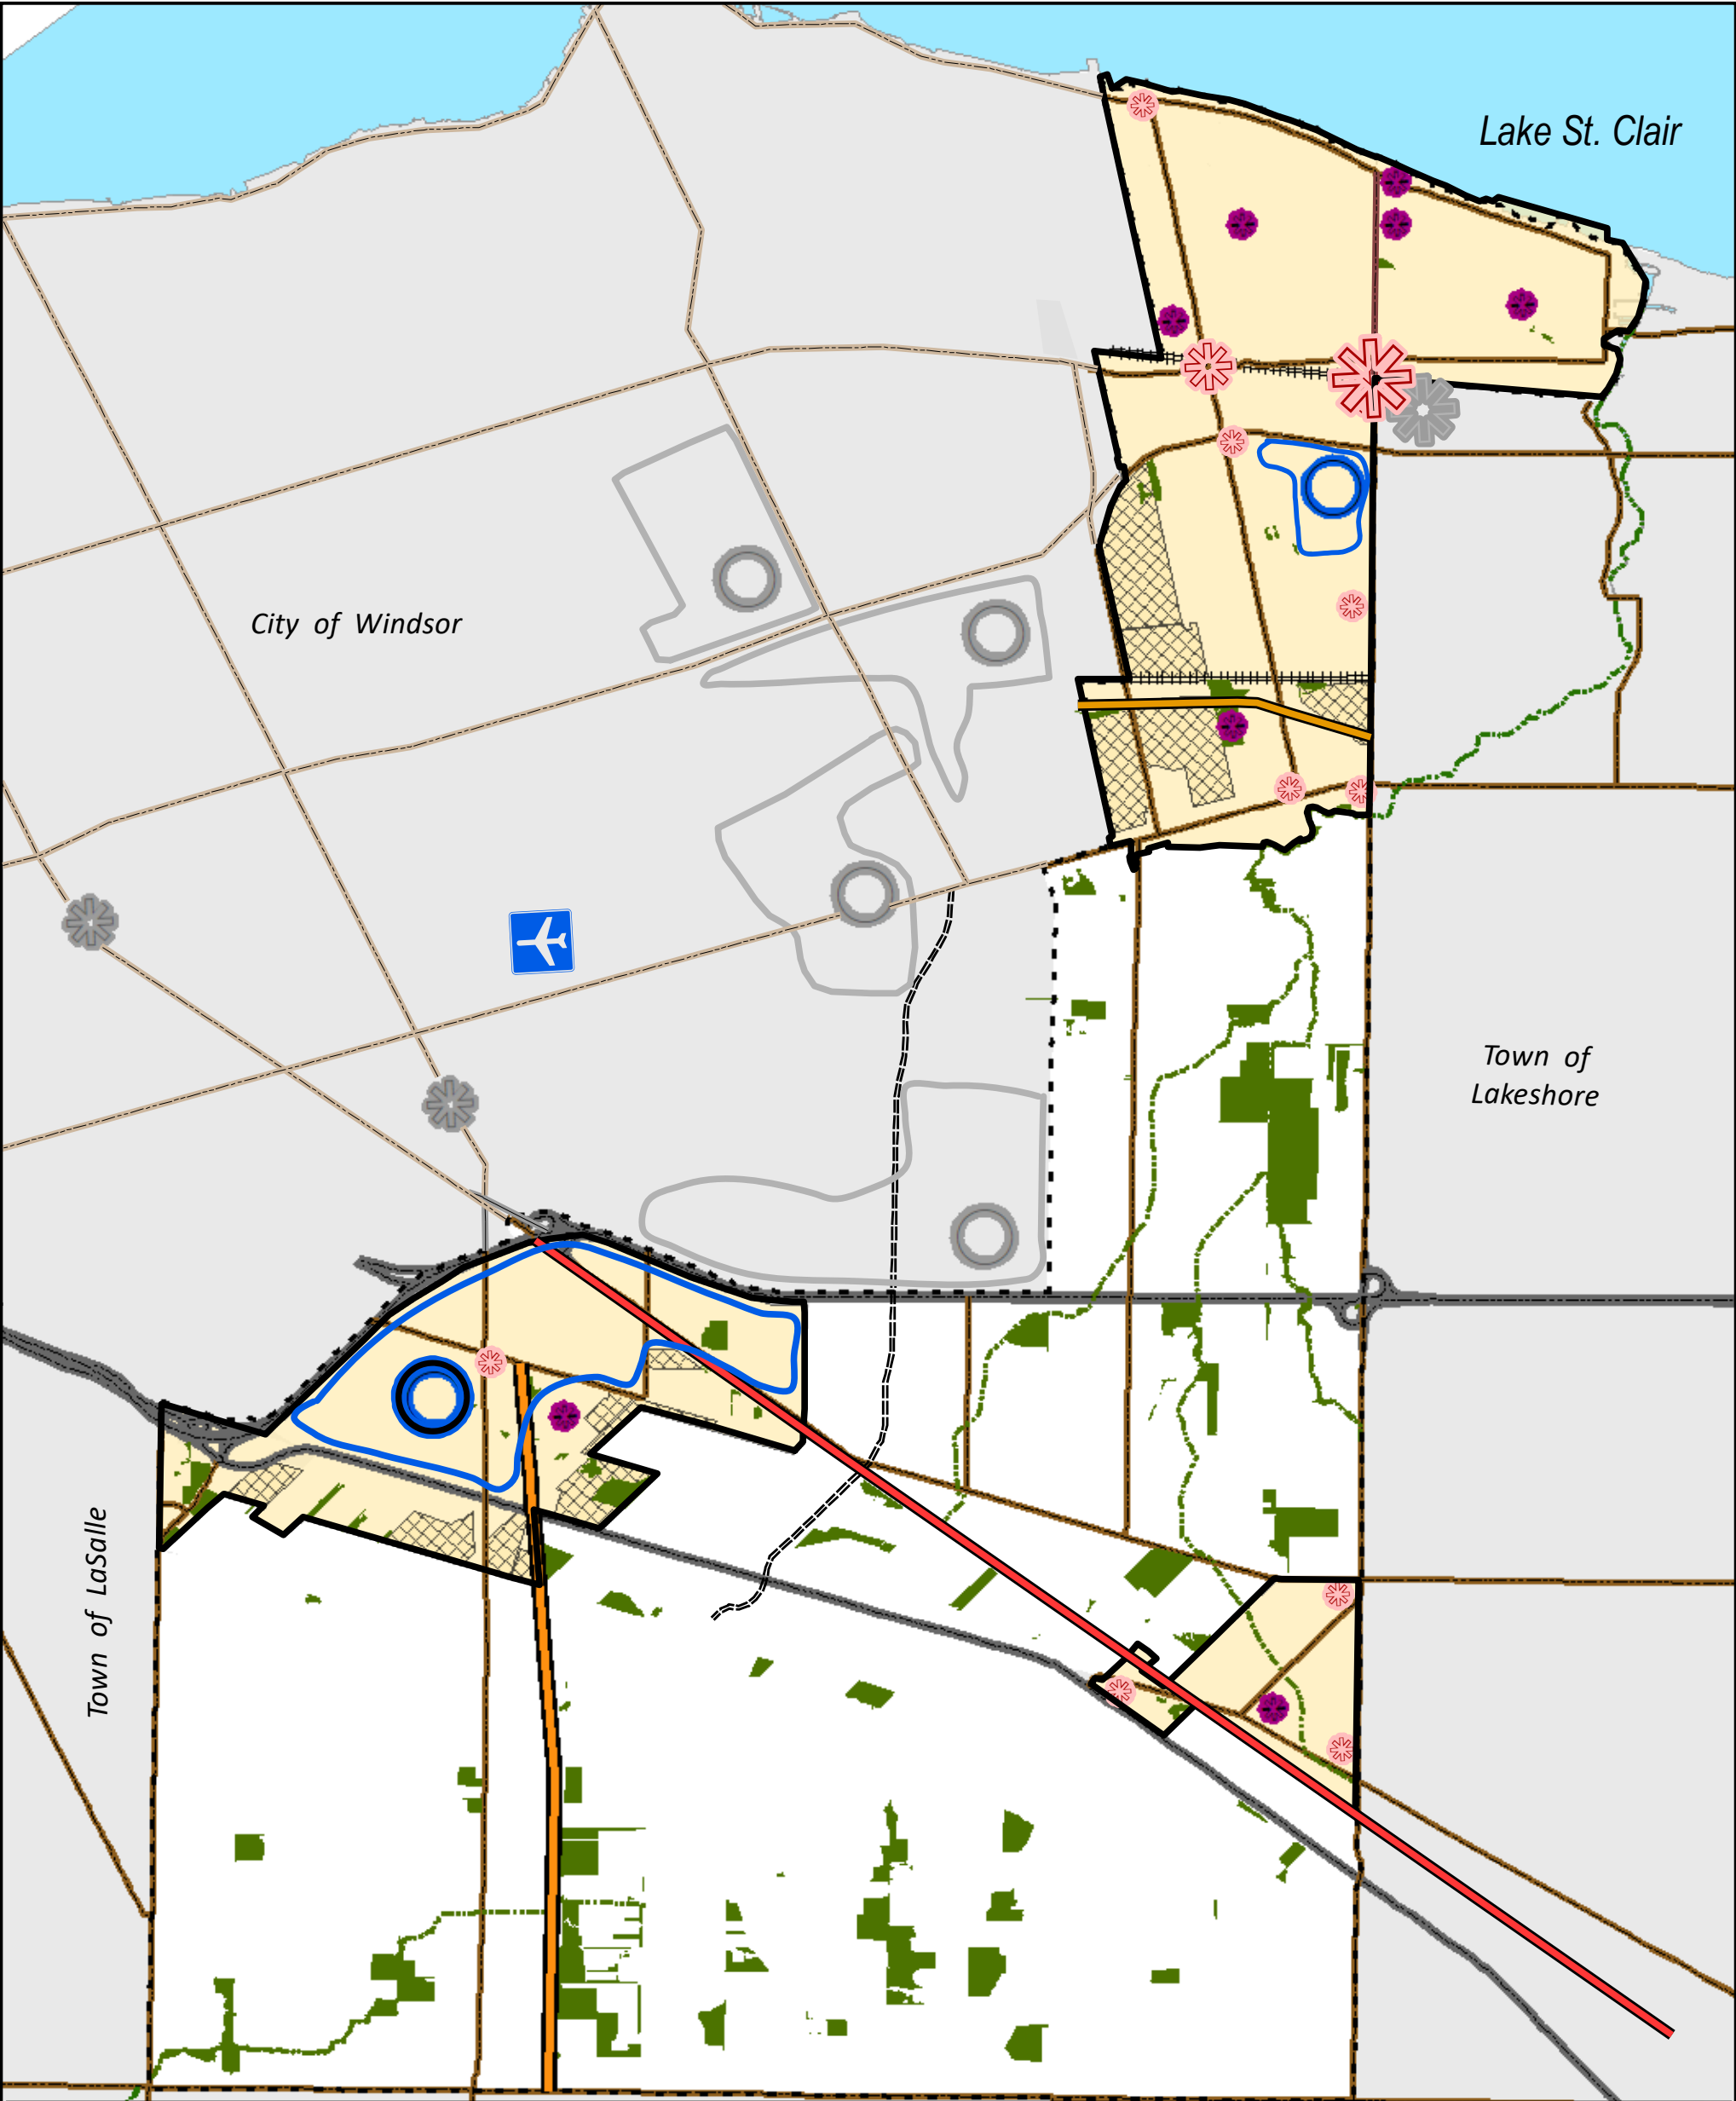 Lake St. Clair
City of Windsor
Town of
Lakeshore
Town of LaSalle